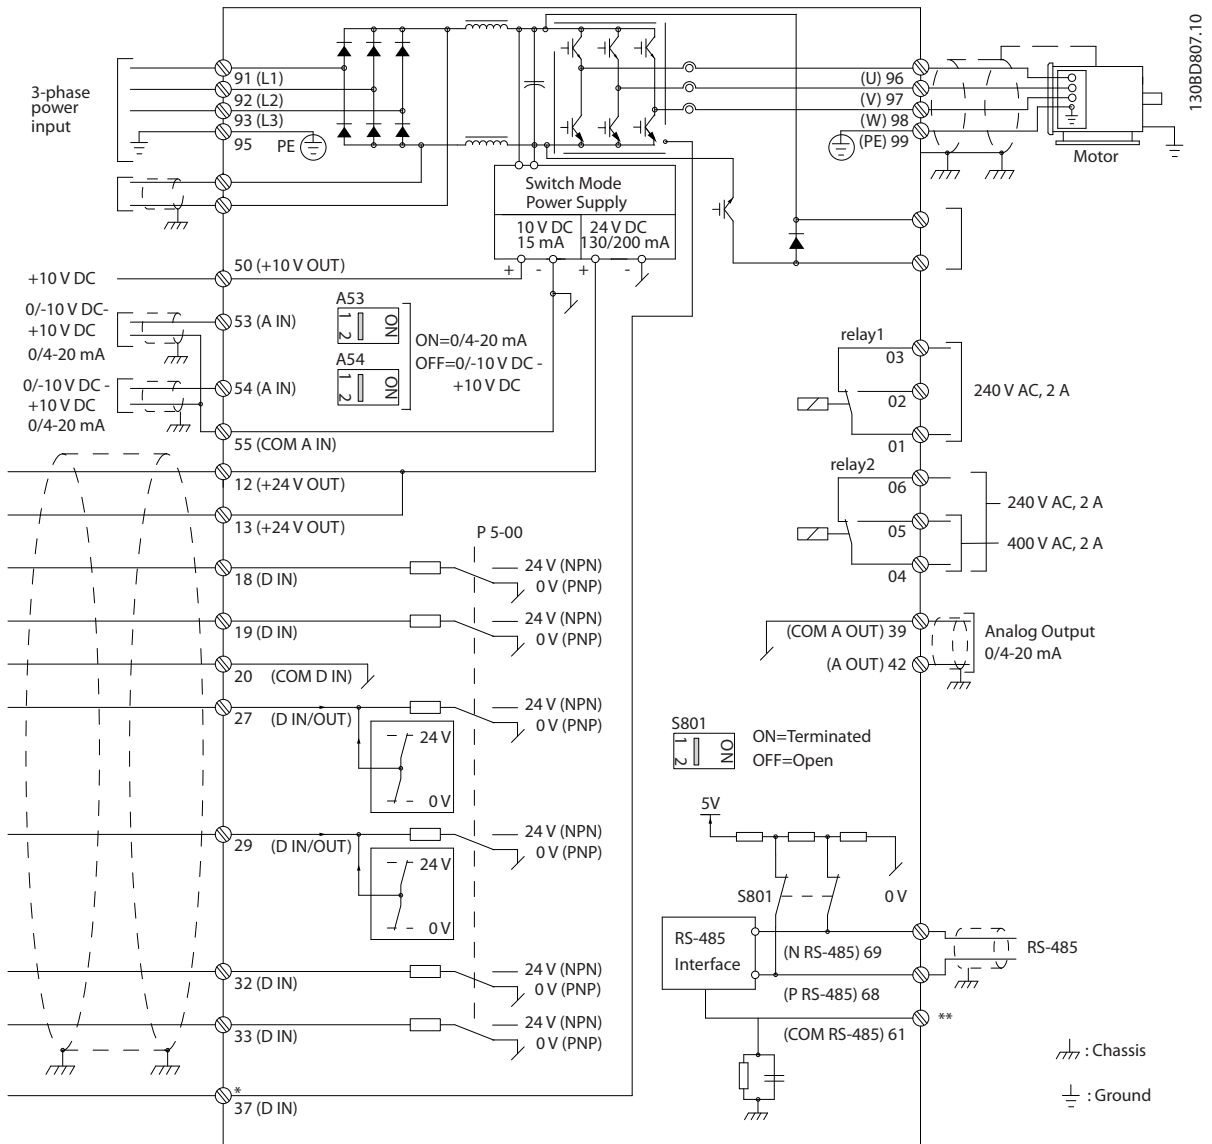 130BD807.10
3-phase
power
input
91 (L1)
92 (L2)
93 (L3)
95
PE
(U) 96
(V) 97
(W) 98
(PE) 99
Motor
Switch Mode
Power Supply
10 V DC
15 mA
24 V DC
130/200 mA
+
-
+
-
+10 V DC
50 (+10 V OUT)
0/-10 V DC-
+10 V DC
0/4-20 mA
53 (A IN)
0/-10 V DC -
+10 V DC
0/4-20 mA
54 (A IN)
55 (COM A IN)
A53
1
2
ON
A54
1
2
ON
ON=0/4-20 mA
OFF=0/-10 V DC -
+10 V DC
relay1
03
02
01
240 V AC, 2 A
relay2
06
05
04
240 V AC, 2 A
400 V AC, 2 A
12 (+24 V OUT)
13 (+24 V OUT)
P 5-00
18 (D IN)
24 V (NPN)
0 V (PNP)
19 (D IN)
24 V (NPN)
0 V (PNP)
20 (COM D IN)
27 (D IN/OUT)
24 V (NPN)
0 V (PNP)
24 V
0 V
29 (D IN/OUT)
24 V (NPN)
0 V (PNP)
24 V
0 V
32 (D IN)
24 V (NPN)
0 V (PNP)
33 (D IN)
24 V (NPN)
0 V (PNP)
*
37 (D IN)
(COM A OUT) 39
(A OUT) 42
Analog Output
0/4-20 mA
S801
1
2
ON
ON=Terminated
OFF=Open
5V
S801
0 V
RS-485
Interface
(N RS-485) 69
RS-485
(P RS-485) 68
(COM RS-485) 61
**
: Chassis
: Ground